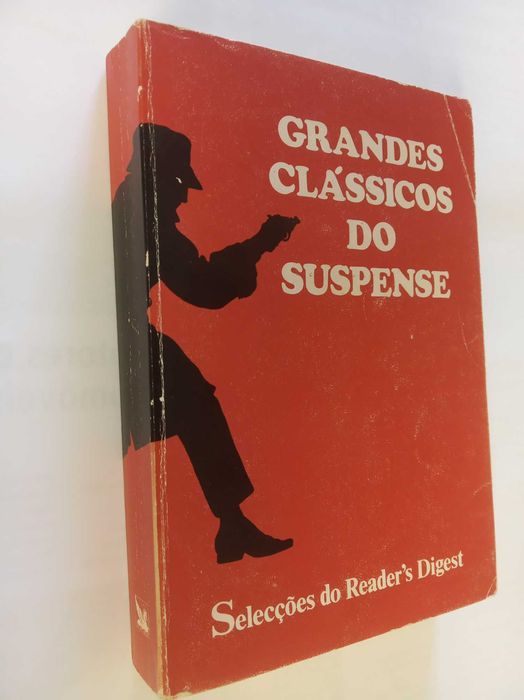 GRANDES
CLÁSSICOS
DO
SUSPENSE
Selecções do Reader's Digest